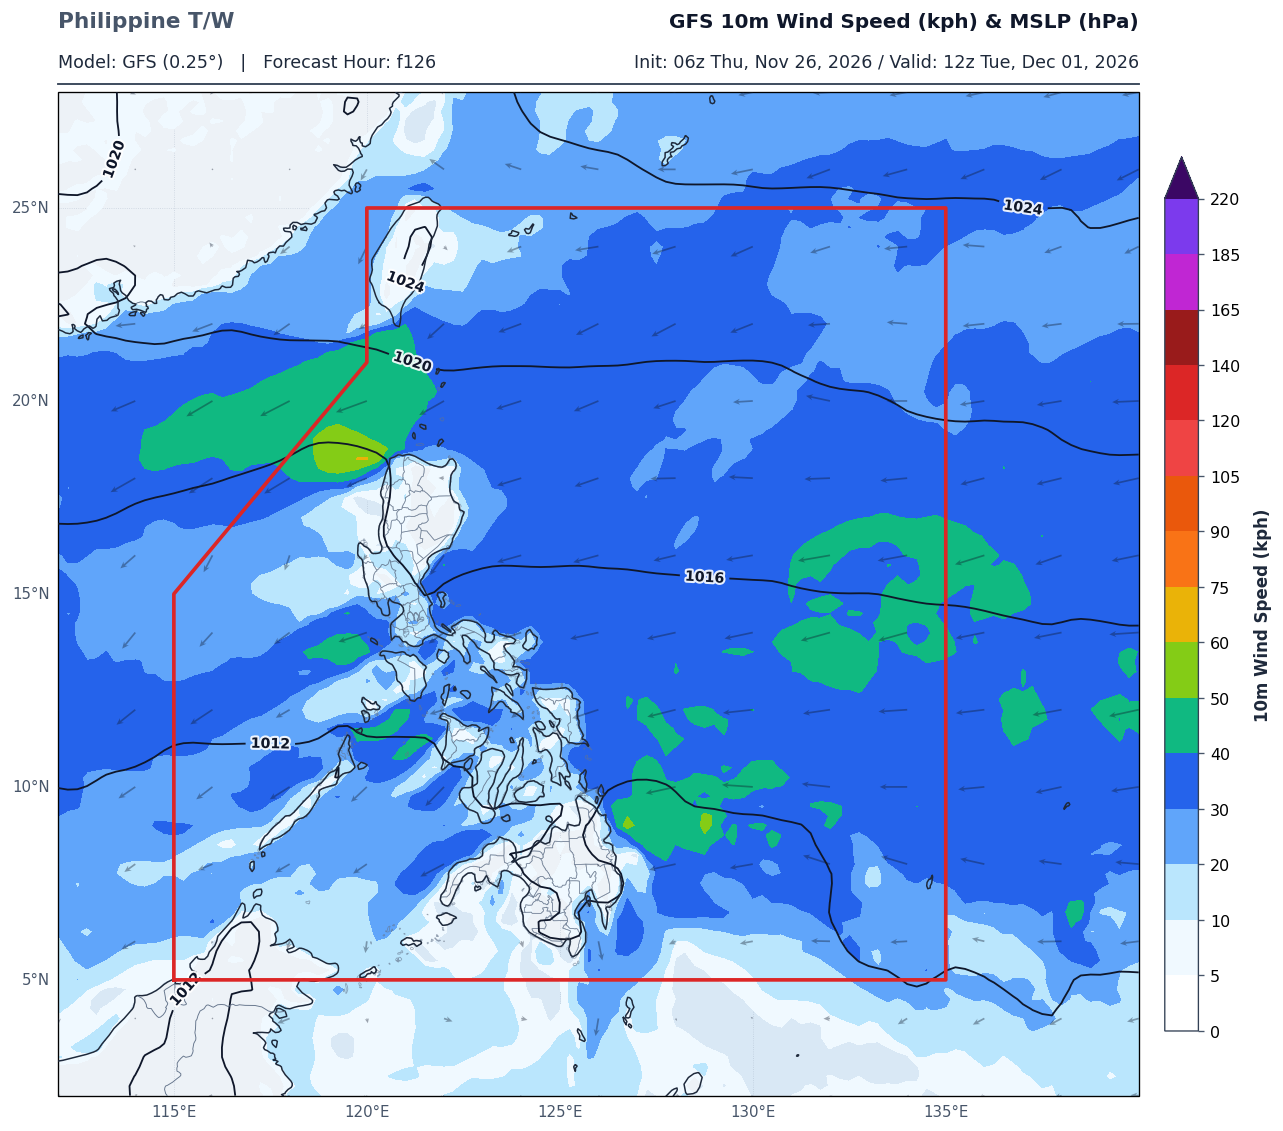 Philippine T/W
GFS 10m Wind Speed (kph) & MSLP (hPa)
Model: GFS (0.25°) | Forecast Hour: f126
Init: 06z Thu, Nov 26, 2026 / Valid: 12z Tue, Dec 01, 2026
1020
1024
1024
1020
1016
1012
1012
25°N
20°N
15°N
10°N
5°N
115°E
120°E
125°E
130°E
135°E
220
185
165
140
120
105
90
75
60
50
40
30
20
10
5
0
10m Wind Speed (kph)